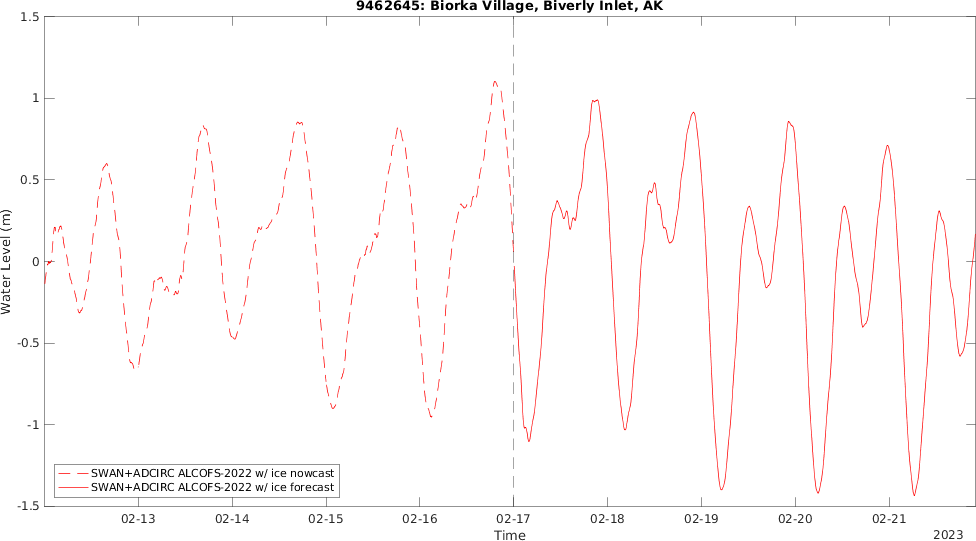 9462645: Biorka Village, Biverly Inlet, AK
1.5
1
0.5
0
-0.5
-1
-1.5
Water Level (m)
SWAN+ADCIRC ALCOFS-2022 w/ ice nowcast
SWAN+ADCIRC ALCOFS-2022 w/ ice forecast
02-13 02-14 02-15 02-16 02-17 02-18 02-19 02-20 02-21
Time
2023